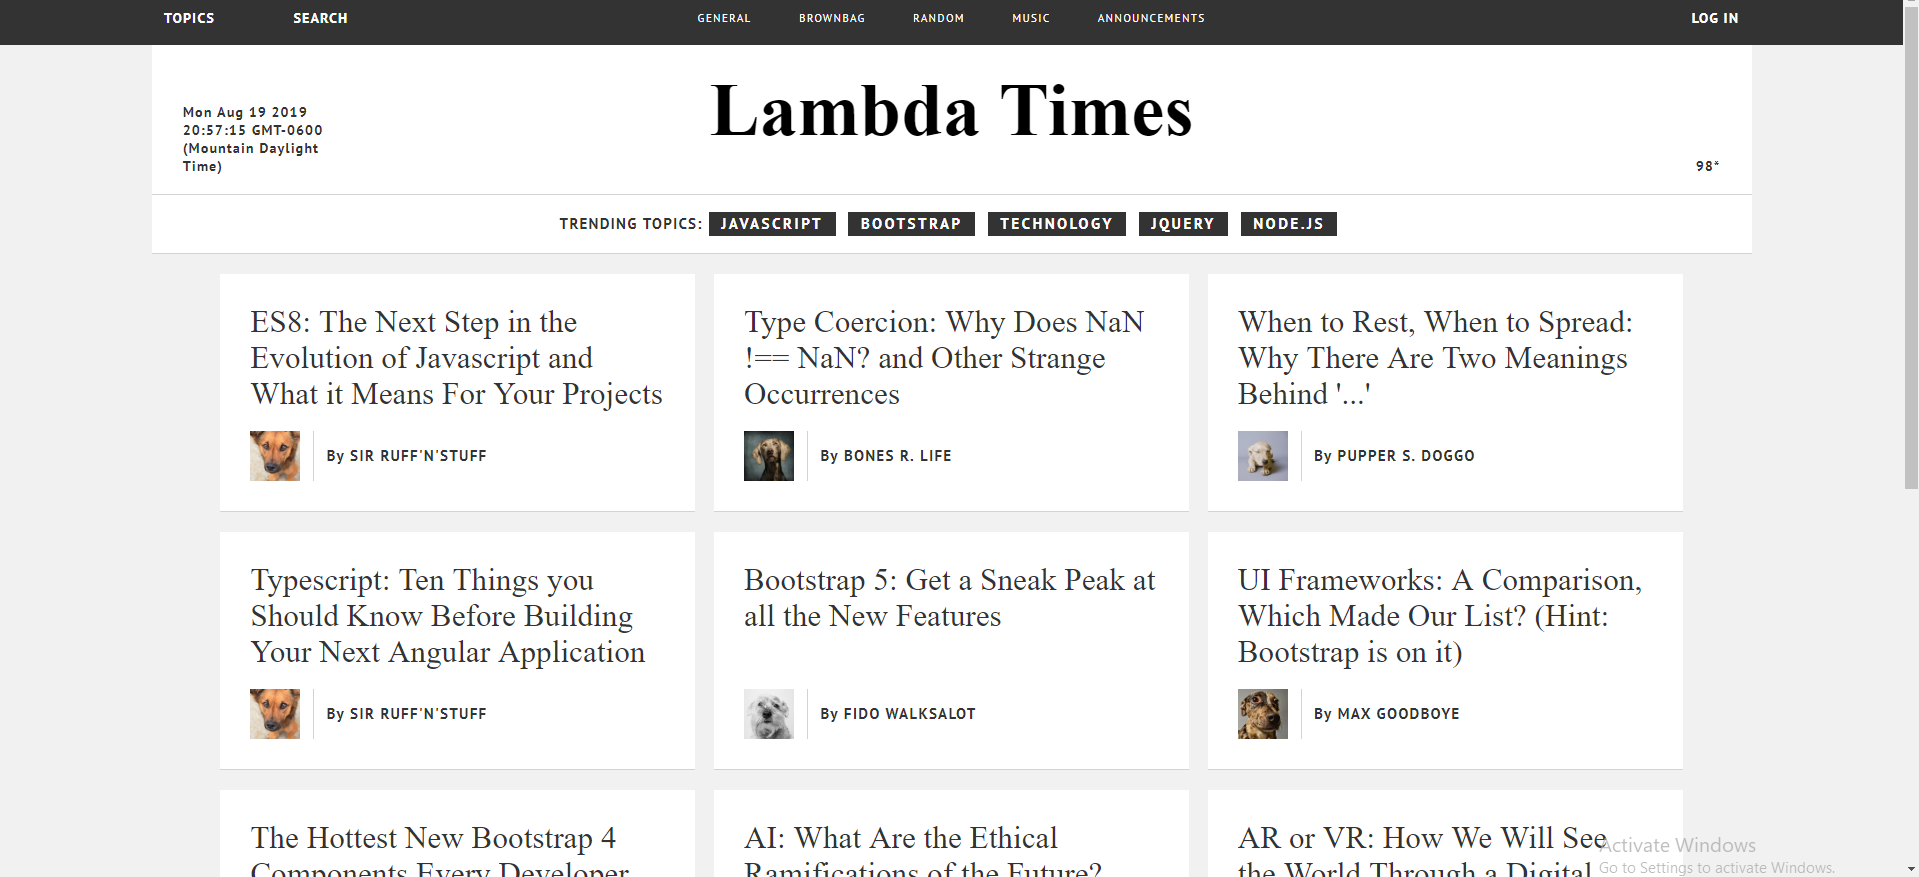 TOPICS SEARCH GENERAL BROWNBAG RANDOM MUSIC ANNOUNCEMENTS LOG IN
Mon Aug 19 2019
20:57:15 GMT-0600
(Mountain Daylight
Time)
Lambda Times
98°
TRENDING TOPICS: JAVASCRIPT BOOTSTRAP TECHNOLOGY JQUERY NODE.JS
ES8: The Next Step in the
Evolution of Javascript and
What it Means For Your Projects
By SIR RUFF'N'STUFF
Type Coercion: Why Does NaN
!== NaN? and Other Strange
Occurrences
By BONES R. LIFE
When to Rest, When to Spread:
Why There Are Two Meanings
Behind '...'
By PUPPER S. DOGGO
Typescript: Ten Things you
Should Know Before Building
Your Next Angular Application
By SIR RUFF'N'STUFF
Bootstrap 5: Get a Sneak Peak at
all the New Features
By FIDO WALKSALOT
UI Frameworks: A Comparison,
Which Made Our List? (Hint:
Bootstrap is on it)
By MAX GOODBOYE
The Hottest New Bootstrap 4
Components Every Developer
AI: What Are the Ethical
Ramifications of the Future?
AR or VR: How We Will See
the World Through a Digital
Activate Windows
Go to Settings to activate Windows.